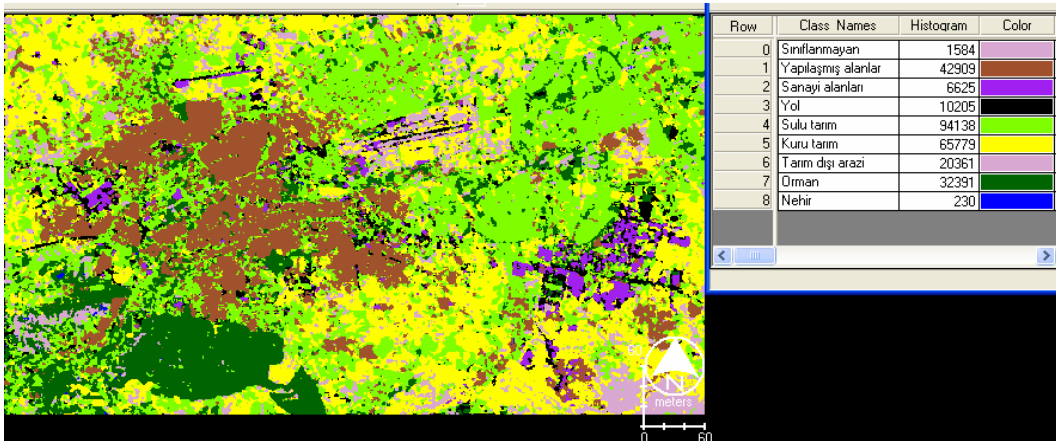 Row Class Names Histogram Color
0 Sınıflanmayan 1584
1 Yapılaşmış alanlar 42909
2 Sanayi alanları 6625
3 Yol 10205
4 Sulu tarım 94138
5 Kuru tarım 65779
6 Tarım dışı arazi 20361
7 Orman 32391
8 Nehir 230
60
N
meters
0 60